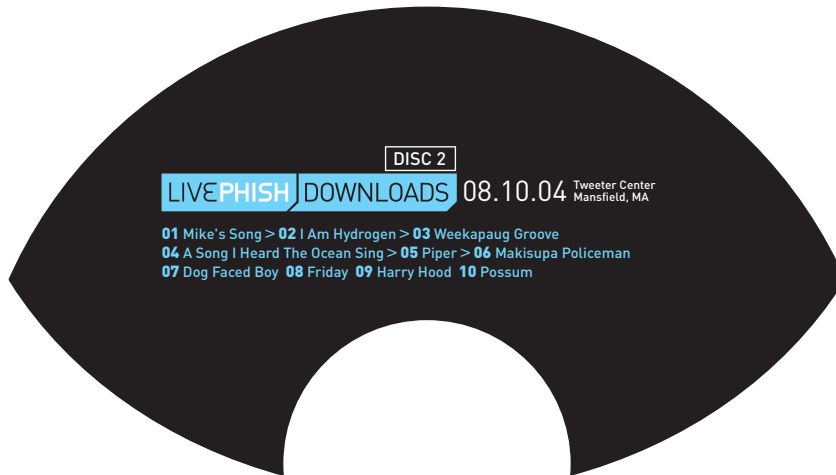 DISC 2
LIVEPHISH DOWNLOADS 08.10.04 Tweeter Center
Mansfield, MA
01 Mike's Song > 02 I Am Hydrogen > 03 Weekapaug Groove
04 A Song I Heard The Ocean Sing > 05 Piper > 06 Makisupa Policeman
07 Dog Faced Boy 08 Friday 09 Harry Hood 10 Possum